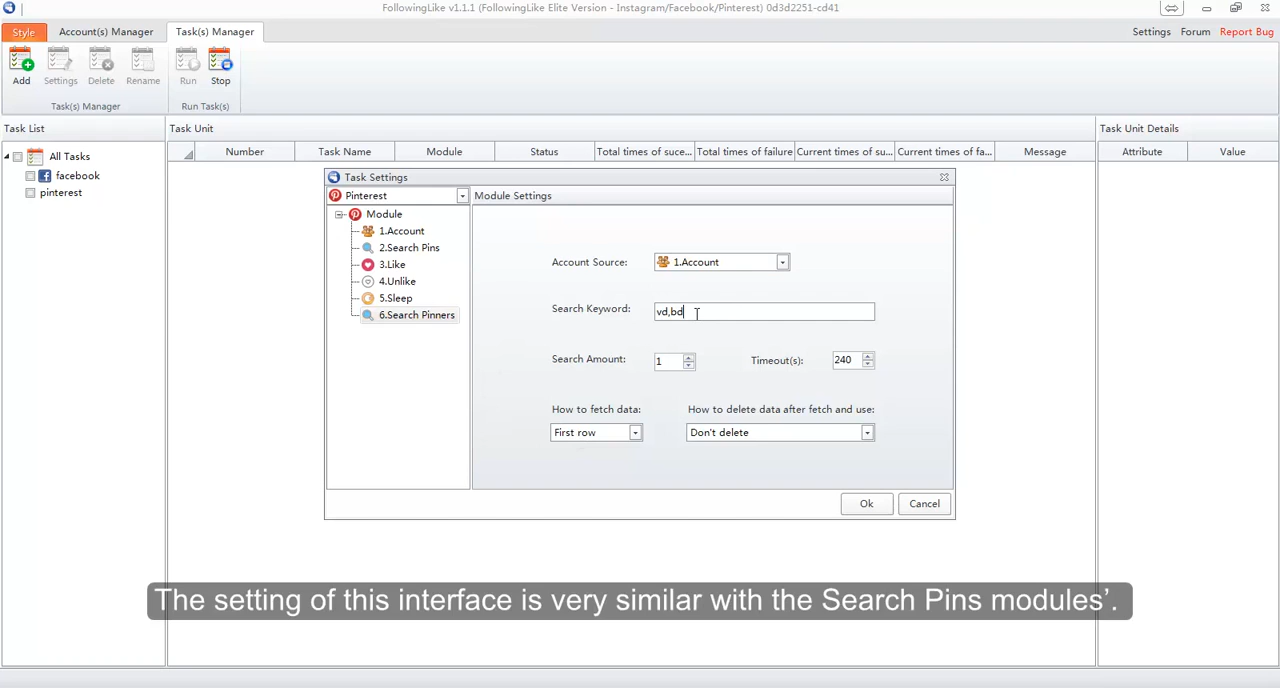 FollowingLike v1.1.1 (FollowingLike Elite Version - Instagram/Facebook/Pinterest) 0d3d2251-cd41
Style Account(s) Manager Task(s) Manager Settings Forum Report Bug
Add Settings Delete Rename Run Stop
Task(s) Manager Run Task(s)
Task List Task Unit Task Unit Details
Number Task Name Module Status Total times of suce... Total times of failure Current times of su... Current times of fa... Message Attribute Value
All Tasks
facebook
pinterest
Task Settings
Pinterest Module Settings
Module
1.Account
2.Search Pins
3.Like
4.Unlike
5.Sleep
6.Search Pinners
Account Source: 1.Account
Search Keyword: vd,bd
Search Amount: 1 Timeout(s): 240
How to fetch data: How to delete data after fetch and use:
First row Don't delete
Ok Cancel
The setting of this interface is very similar with the Search Pins modules’.